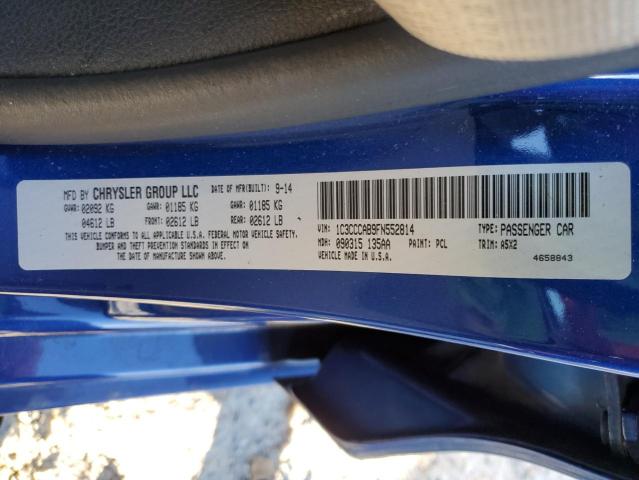 MFD BY CHRYSLER GROUP LLC DATE OF MFR(BUILT): 9-14
GVWR: 02092 KG GAWR: 01185 KG GAWR: 01185 KG
04612 LB FRONT: 02612 LB REAR: 02612 LB
THIS VEHICLE CONFORMS TO ALL APPLICABLE U.S.A. FEDERAL MOTOR VEHICLE SAFETY,
BUMPER AND THEFT PREVENTION STANDARDS IN EFFECT ON
THE DATE OF MANUFACTURE SHOWN ABOVE.
VIN: 1C3CCCAB9FN552814 TYPE: PASSENGER CAR
MDH: 090315 135AA PAINT: PCL TRIM: A5X2
VEHICLE MADE IN U.S.A. 4658843